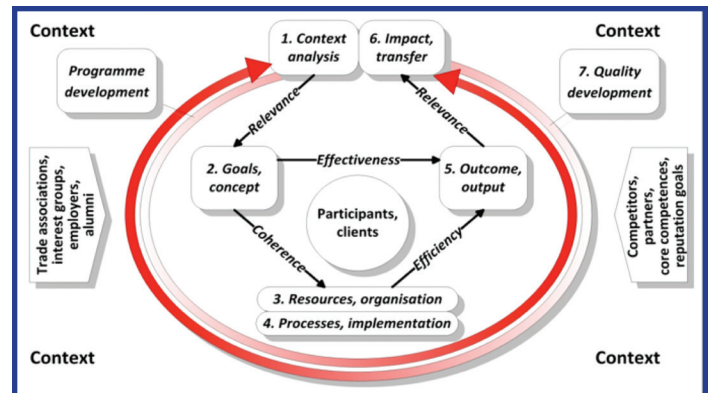 Context
Context
1. Context
analysis
6. Impact,
transfer
Programme
development
7. Quality
development
Relevance
Relevance
2. Goals,
concept
Effectiveness
5. Outcome,
output
Trade associations,
interest groups,
employers,
alumni
Participants,
clients
Competitors,
partners,
core competences,
reputation goals
Coherence
Efficiency
3. Resources, organisation
4. Processes, implementation
Context
Context